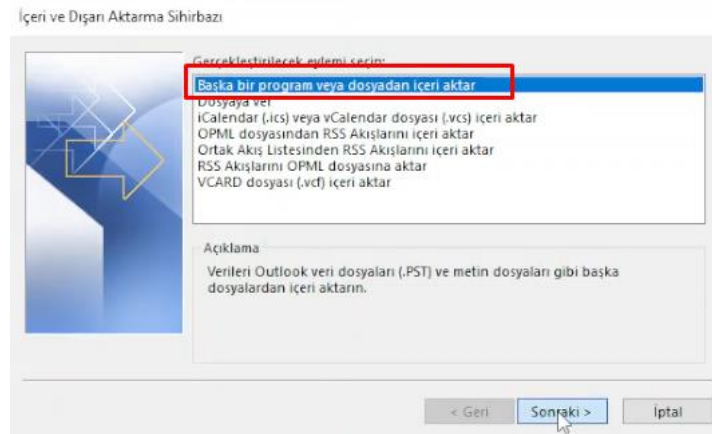 İçeri ve Dışarı Aktarma Sihirbazı
Gerçekleştirilecek eylemi seçin:
Başka bir program veya dosyadan içeri aktar
Dosyaya ver
iCalendar (.ics) veya vCalendar dosyası (.vcs) içeri aktar
OPML dosyasından RSS Akışlarını içeri aktar
Ortak Akış Listesinden RSS Akışlarını içeri aktar
RSS Akışlarını OPML dosyasına aktar
VCARD dosyası (.vcf) içeri aktar
Açıklama
Verileri Outlook veri dosyaları (.PST) ve metin dosyaları gibi başka
dosyalardan içeri aktarın.
< Geri Sonraki > İptal